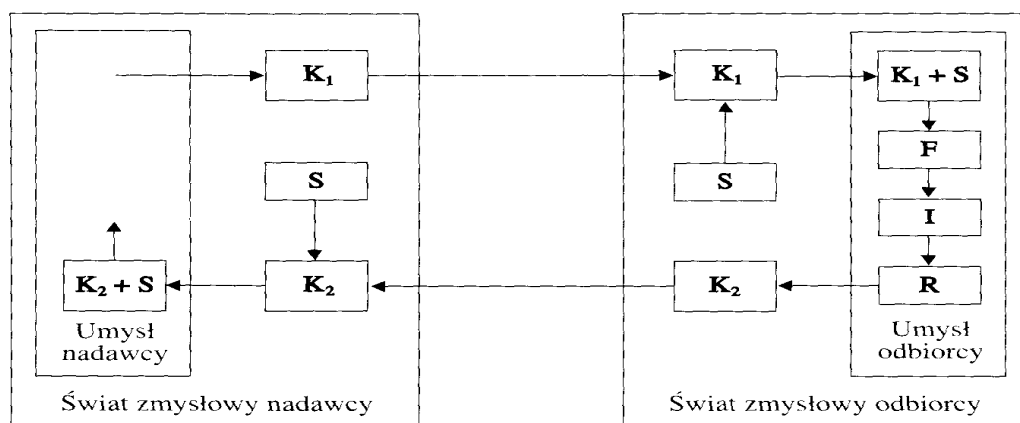 K₁
K₁
K₁ + S
F
S
S
I
K₂ + S
K₂
K₂
R
Umysł
nadawcy
Umysł
odbiorcy
Świat zmysłowy nadawcy
Świat zmysłowy odbiorcy